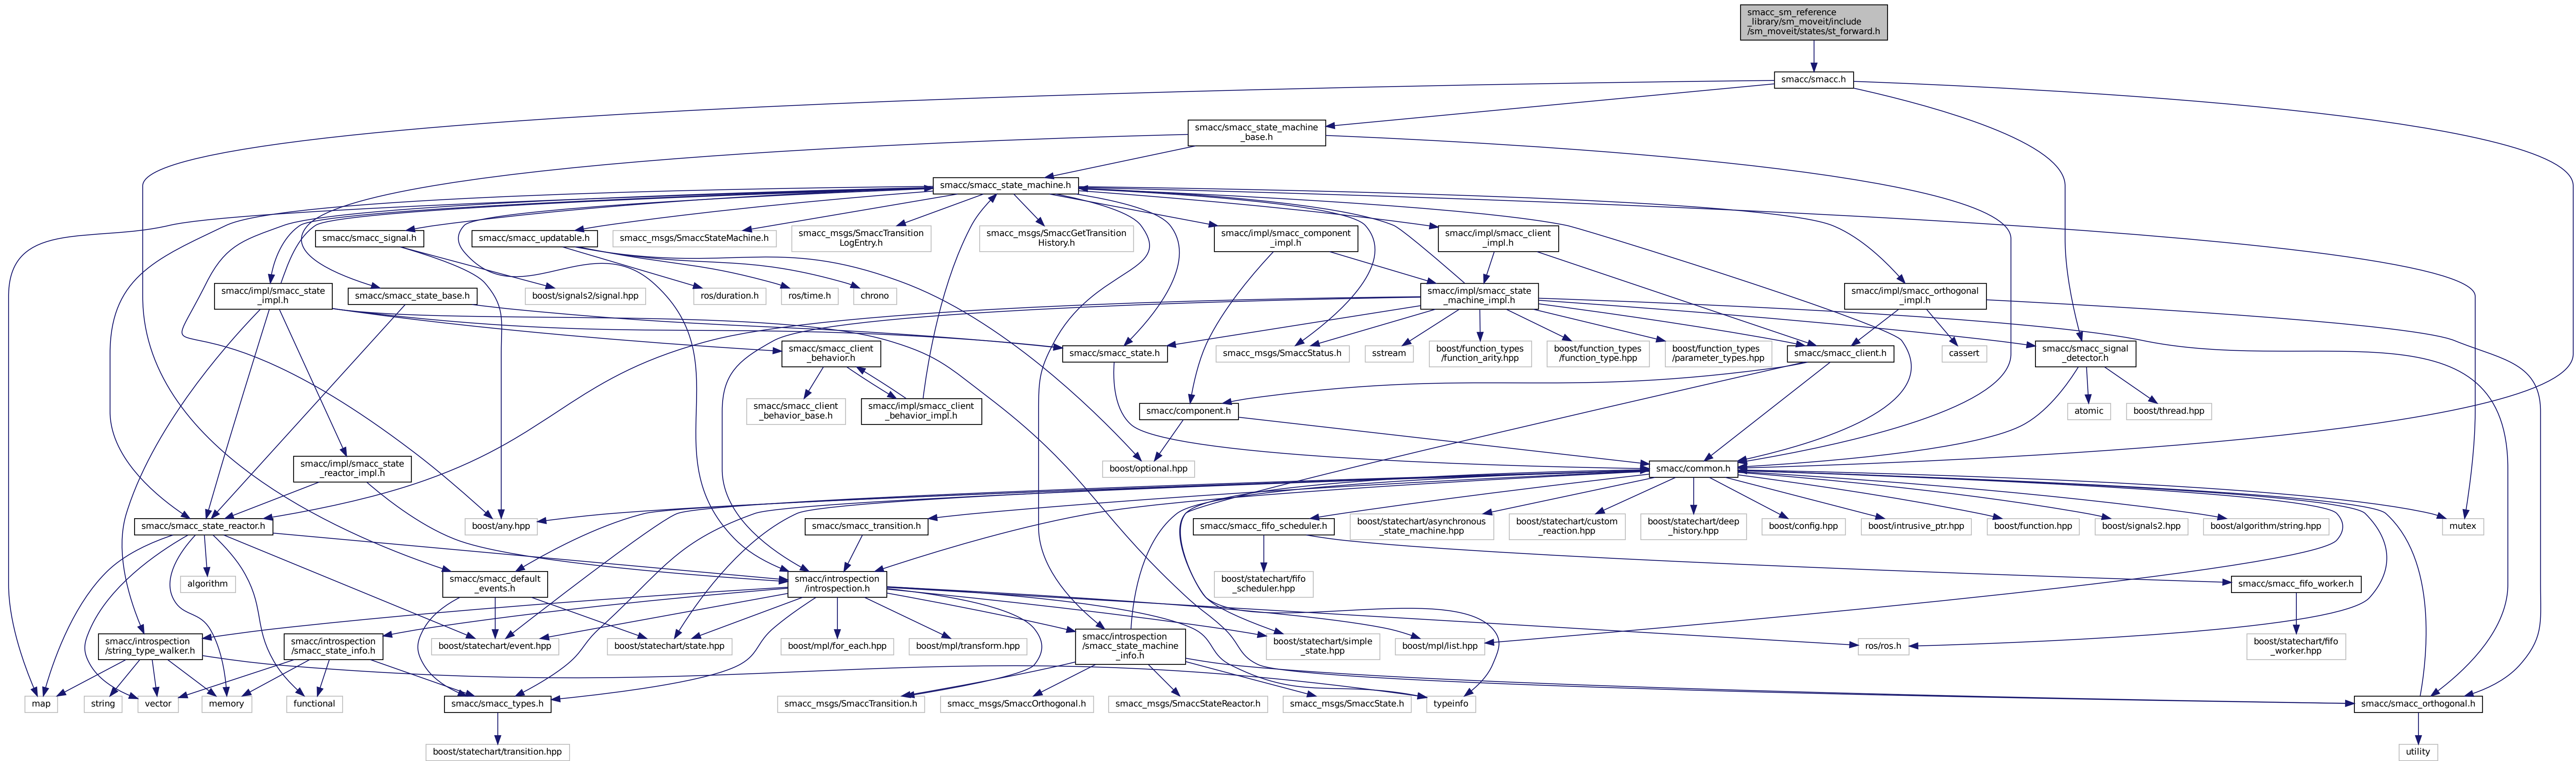 smacc_sm_reference
_library/sm_moveit/include
/sm_moveit/states/st_forward.h
smacc/smacc.h
smacc/smacc_state_machine
_base.h
smacc/smacc_state_machine.h
smacc/smacc_signal.h
smacc/smacc_updatable.h
smacc_msgs/SmaccStateMachine.h
smacc_msgs/SmaccTransition
LogEntry.h
smacc_msgs/SmaccGetTransition
History.h
smacc/impl/smacc_component
_impl.h
smacc/impl/smacc_client
_impl.h
smacc/impl/smacc_state
_impl.h
smacc/smacc_state_base.h
boost/signals2/signal.hpp
ros/duration.h
ros/time.h
chrono
smacc/impl/smacc_state
_machine_impl.h
smacc/impl/smacc_orthogonal
_impl.h
smacc/smacc_client
_behavior.h
smacc/smacc_state.h
smacc_msgs/SmaccStatus.h
sstream
boost/function_types
/function_arity.hpp
boost/function_types
/function_type.hpp
boost/function_types
/parameter_types.hpp
smacc/smacc_client.h
cassert
smacc/smacc_signal
_detector.h
smacc/smacc_client
_behavior_base.h
smacc/impl/smacc_client
_behavior_impl.h
smacc/component.h
atomic
boost/thread.hpp
smacc/impl/smacc_state
_reactor_impl.h
boost/optional.hpp
smacc/common.h
smacc/smacc_state_reactor.h
boost/any.hpp
smacc/smacc_transition.h
smacc/smacc_fifo_scheduler.h
boost/statechart/asynchronous
_state_machine.hpp
boost/statechart/custom
_reaction.hpp
boost/statechart/deep
_history.hpp
boost/config.hpp
boost/intrusive_ptr.hpp
boost/function.hpp
boost/signals2.hpp
boost/algorithm/string.hpp
mutex
algorithm
smacc/smacc_default
_events.h
smacc/introspection
/introspection.h
boost/statechart/fifo
_scheduler.hpp
smacc/smacc_fifo_worker.h
smacc/introspection
/string_type_walker.h
smacc/introspection
/smacc_state_info.h
boost/statechart/event.hpp
boost/statechart/state.hpp
boost/mpl/for_each.hpp
boost/mpl/transform.hpp
smacc/introspection
/smacc_state_machine
_info.h
boost/statechart/simple
_state.hpp
boost/mpl/list.hpp
ros/ros.h
boost/statechart/fifo
_worker.hpp
map
string
vector
memory
functional
smacc/smacc_types.h
smacc_msgs/SmaccTransition.h
smacc_msgs/SmaccOrthogonal.h
smacc_msgs/SmaccStateReactor.h
smacc_msgs/SmaccState.h
typeinfo
smacc/smacc_orthogonal.h
boost/statechart/transition.hpp
utility